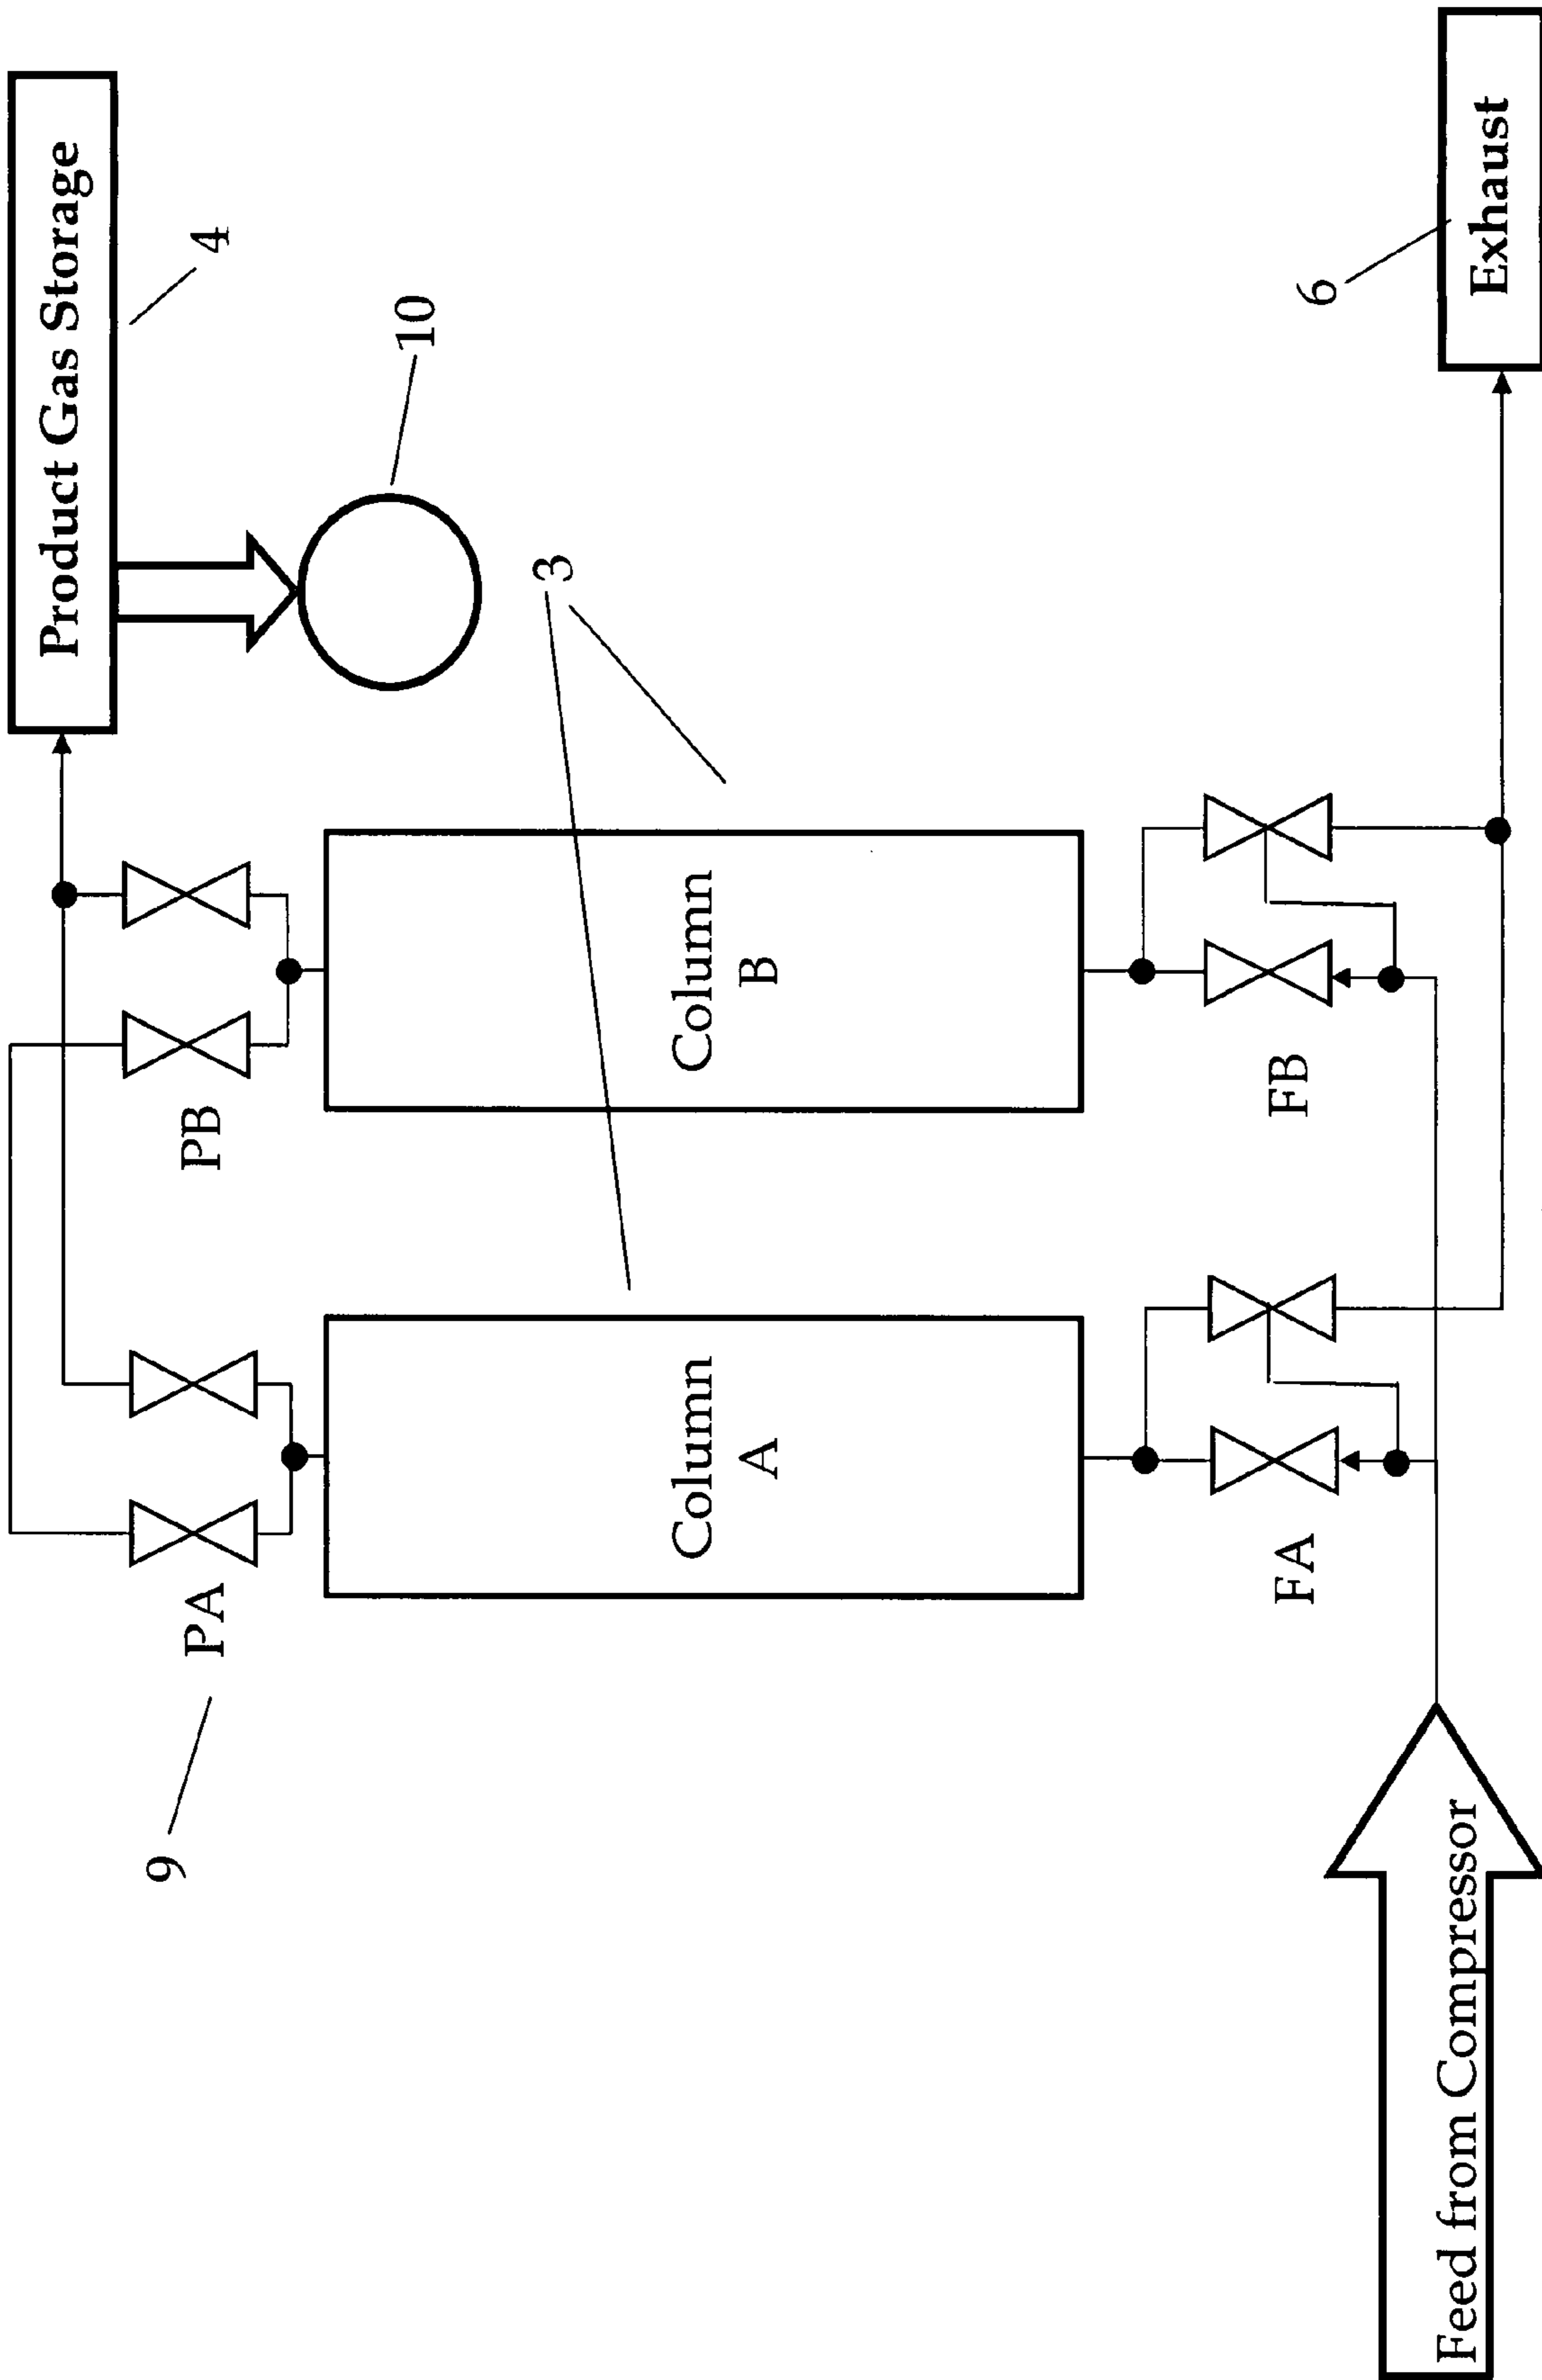 Product Gas Storage
4
10
3
PA
PB
9
Column
A
Column
B
FA
FB
6
Exhaust
Feed from Compressor